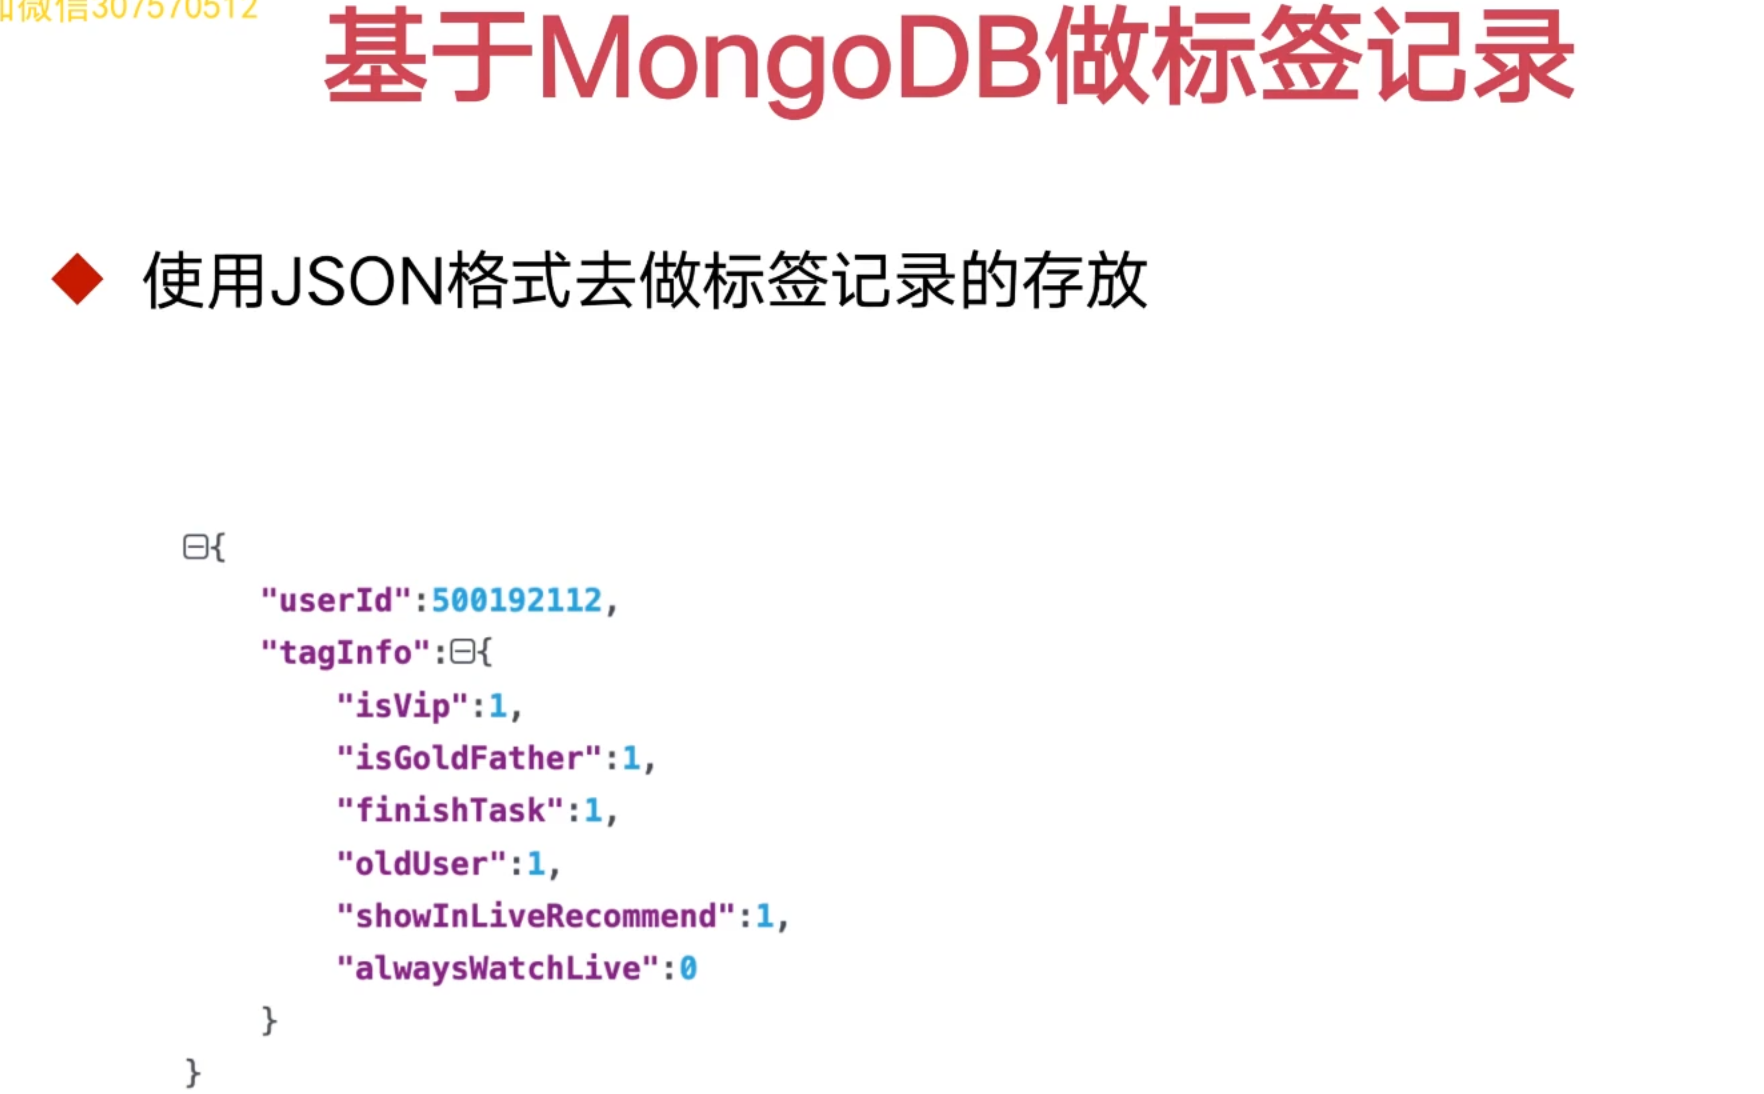 微信307570512
基于MongoDB做标签记录
使用JSON格式去做标签记录的存放
{
"userId":500192112,
"tagInfo":{
"isVip":1,
"isGoldFather":1,
"finishTask":1,
"oldUser":1,
"showInLiveRecommend":1,
"alwaysWatchLive":0
}
}